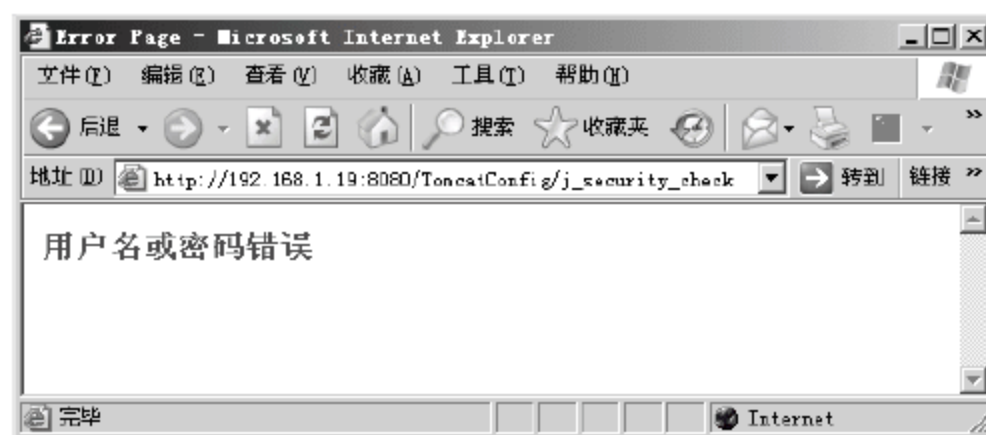 Error Page - Microsoft Internet Explorer
文件(F) 编辑(E) 查看(V) 收藏(A) 工具(T) 帮助(H)
后退 搜索 收藏夹 »
地址(D) http://192.168.1.19:8080/TomcatConfig/j_security_check 转到 链接 »
用户名或密码错误
完毕 Internet